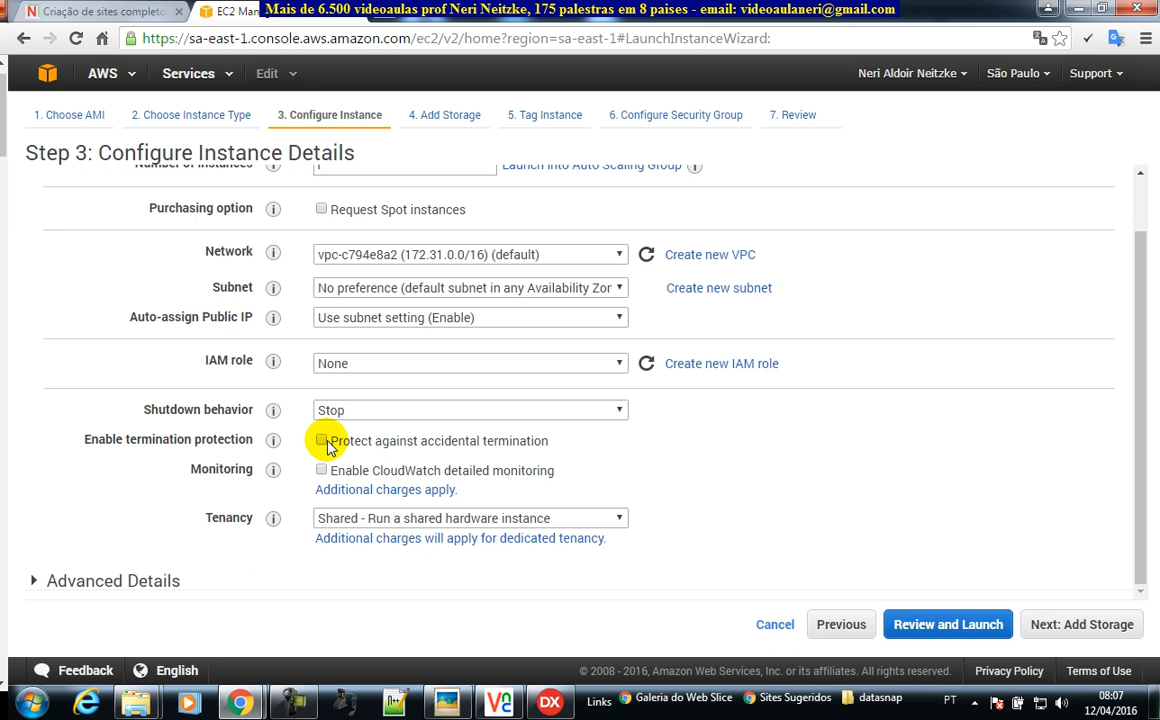 Criação de sites completo
EC2 Man
Mais de 6.500 videoaulas prof Neri Neitzke, 175 palestras em 8 paises - email: videoaulaneri@gmail.com
https://sa-east-1.console.aws.amazon.com/ec2/v2/home?region=sa-east-1#LaunchInstanceWizard:
AWS Services Edit Neri Aldoir Neitzke São Paulo Support
1. Choose AMI 2. Choose Instance Type 3. Configure Instance 4. Add Storage 5. Tag Instance 6. Configure Security Group 7. Review
Step 3: Configure Instance Details
Number of instances 1 Launch into Auto Scaling Group
Purchasing option Request Spot instances
Network vpc-c794e8a2 (172.31.0.0/16) (default) Create new VPC
Subnet No preference (default subnet in any Availability Zor Create new subnet
Auto-assign Public IP Use subnet setting (Enable)
IAM role None Create new IAM role
Shutdown behavior Stop
Enable termination protection Protect against accidental termination
Monitoring Enable CloudWatch detailed monitoring
Additional charges apply.
Tenancy Shared - Run a shared hardware instance
Additional charges will apply for dedicated tenancy.
Advanced Details
Cancel Previous Review and Launch Next: Add Storage
Feedback English © 2008 - 2016, Amazon Web Services, Inc. or its affiliates. All rights reserved. Privacy Policy Terms of Use
Links Galeria do Web Slice Sites Sugeridos datasnap PT 08:07
12/04/2016